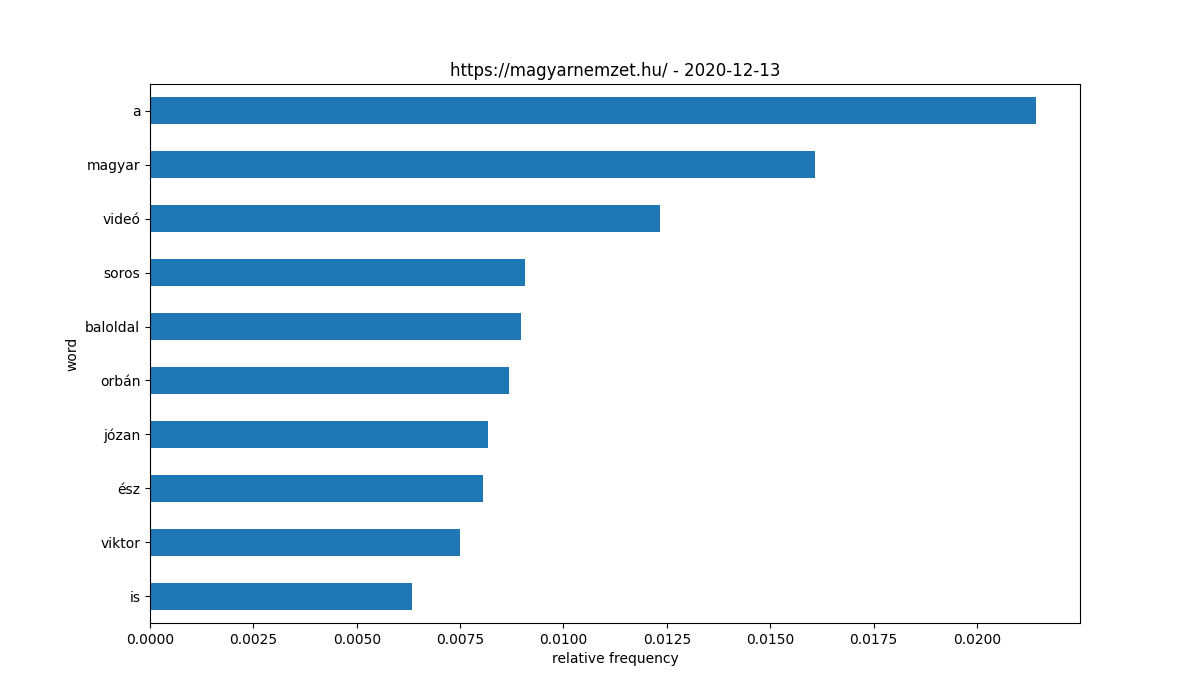 https://magyarnemzet.hu/ - 2020-12-13
a
magyar
videó
soros
baloldal
orbán
józan
ész
viktor
is
word
0.0000 0.0025 0.0050 0.0075 0.0100 0.0125 0.0150 0.0175 0.0200
relative frequency